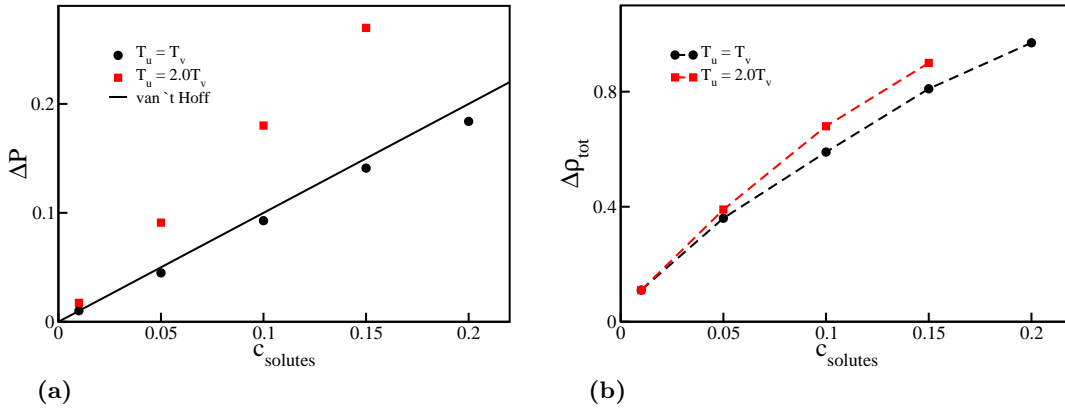 T_u = T_v
T_u = 2.0T_v
van `t Hoff
ΔP
0.2
0.1
0
0 0.05 0.1 0.15 0.2
c_solutes
(a)
T_u = T_v
T_u = 2.0T_v
Δρ_tot
0.8
0.4
0
0.05 0.1 0.15 0.2
c_solutes
(b)